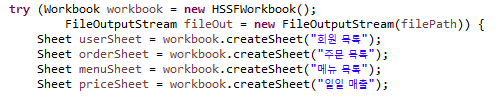 try (Workbook workbook = new HSSFWorkbook();
FileOutputStream fileOut = new FileOutputStream(filePath)) {
Sheet userSheet = workbook.createSheet("회원 목록");
Sheet orderSheet = workbook.createSheet("주문 목록");
Sheet menuSheet = workbook.createSheet("메뉴 목록");
Sheet priceSheet = workbook.createSheet("일일 매출");